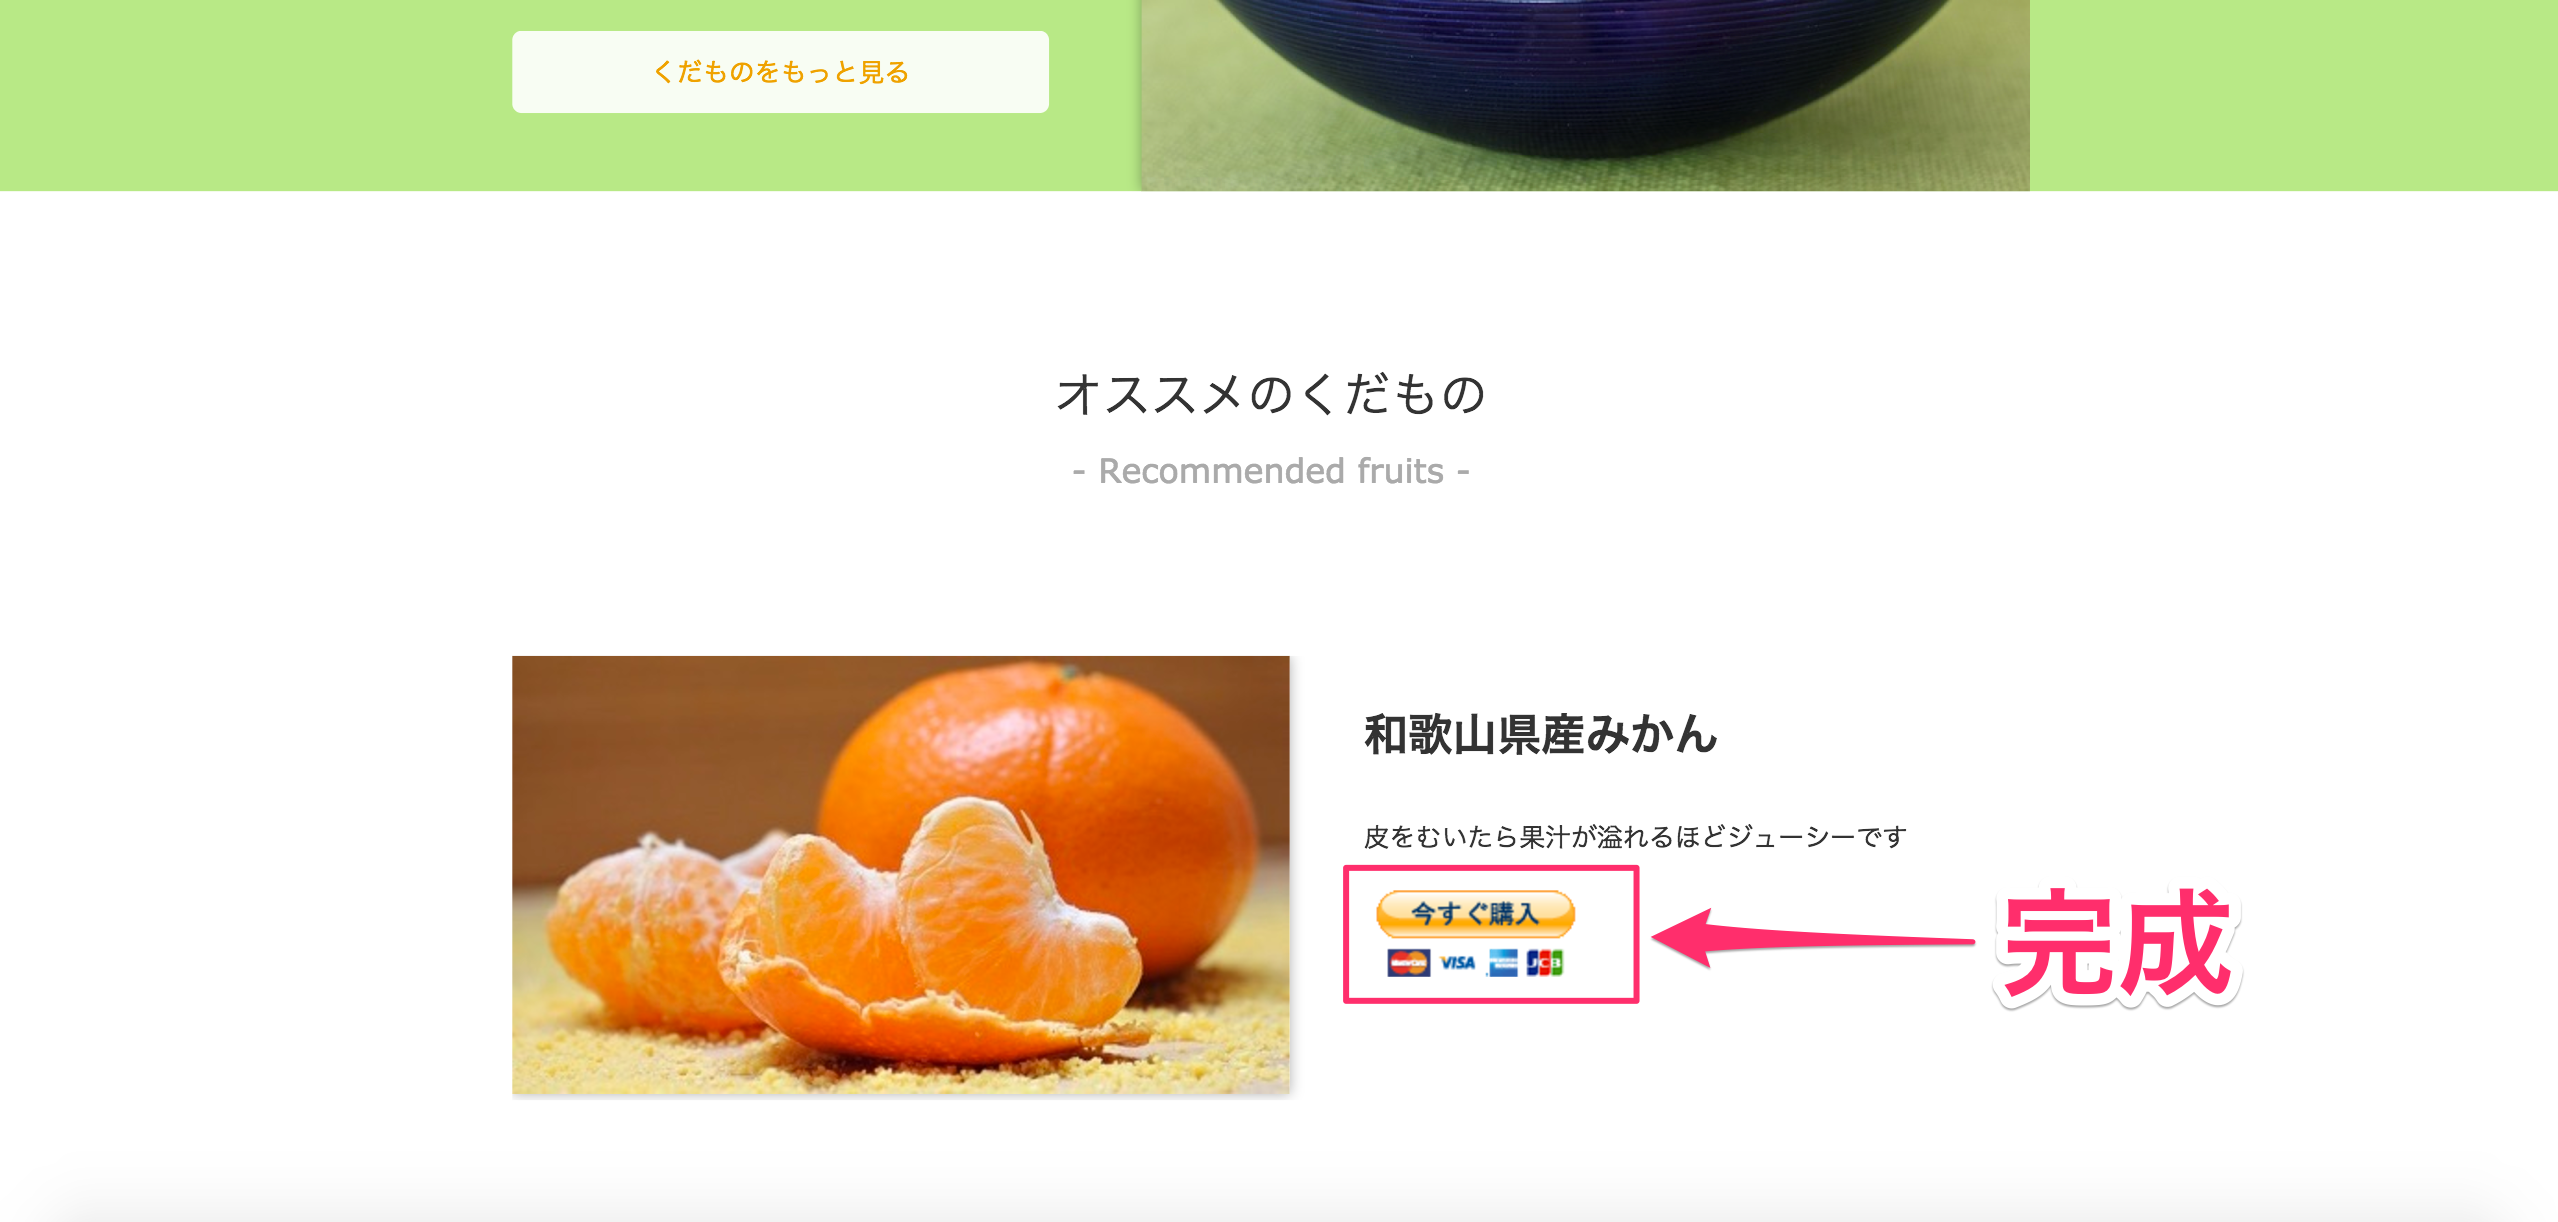 くだものをもっと見る
オススメのくだもの
- Recommended fruits -
和歌山県産みかん
皮をむいたら果汁が溢れるほどジューシーです
今すぐ購入
MasterCard VISA JCB
完成